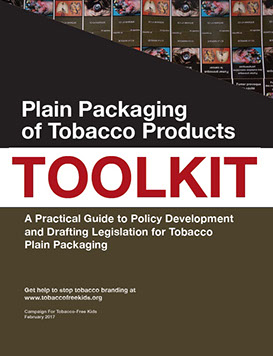 Plain Packaging
of Tobacco Products
TOOLKIT
A Practical Guide to Policy Development
and Drafting Legislation for Tobacco
Plain Packaging
Get help to stop tobacco branding at
www.tobaccofreekids.org
Campaign For Tobacco-Free Kids
February 2017